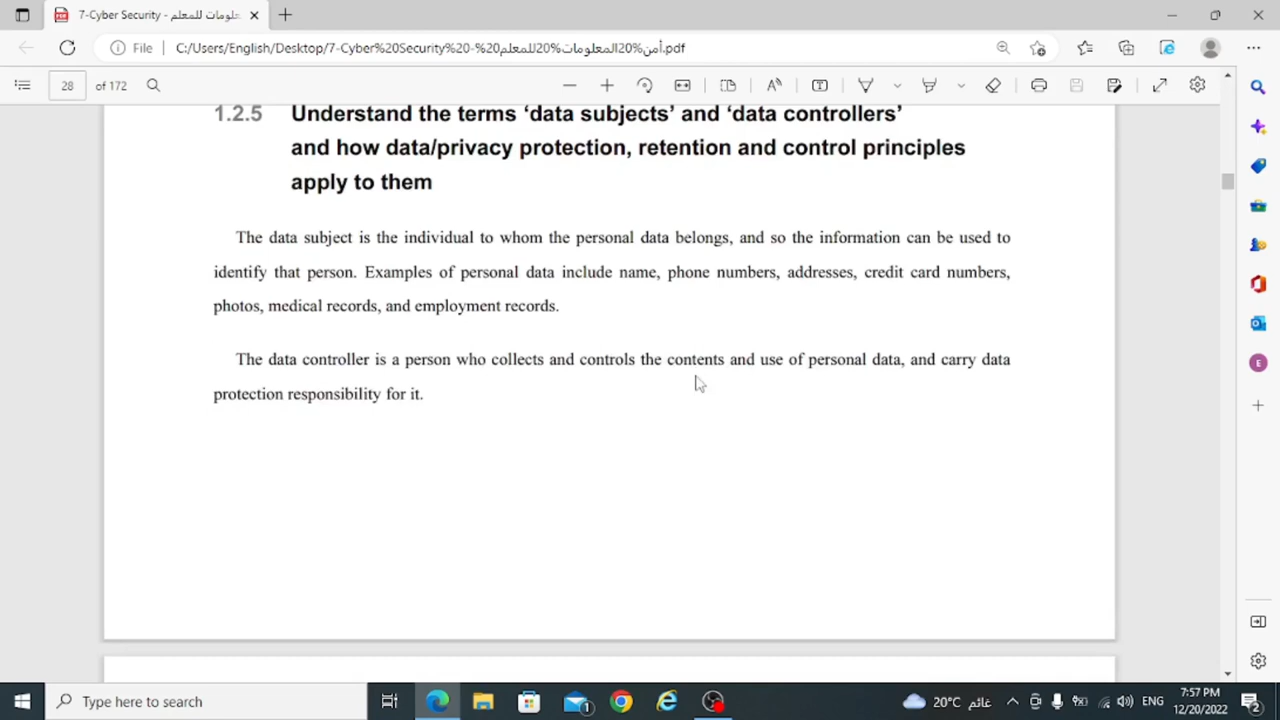 7-Cyber Security - علومات للمعلم
File
C:/Users/English/Desktop/7-Cyber%20Security%20-%20أمن%20المعلومات%20للمعلم.pdf
28 of 172
1.2.5 Understand the terms ‘data subjects’ and ‘data controllers’
and how data/privacy protection, retention and control principles
apply to them
The data subject is the individual to whom the personal data belongs, and so the information can be used to
identify that person. Examples of personal data include name, phone numbers, addresses, credit card numbers,
photos, medical records, and employment records.
The data controller is a person who collects and controls the contents and use of personal data, and carry data
protection responsibility for it.
Type here to search
20°C غائم
ENG
7:57 PM
12/20/2022